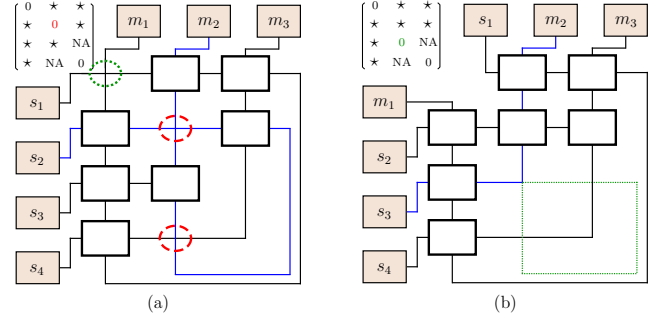 0 ⋆ ⋆
⋆ 0 ⋆
⋆ ⋆ NA
⋆ NA 0
m₁ m₂ m₃
s₁
s₂
s₃
s₄
(a)
0 ⋆ ⋆
⋆ ⋆ ⋆
⋆ 0 NA
⋆ NA 0
s₁ m₂ m₃
m₁
s₂
s₃
s₄
(b)